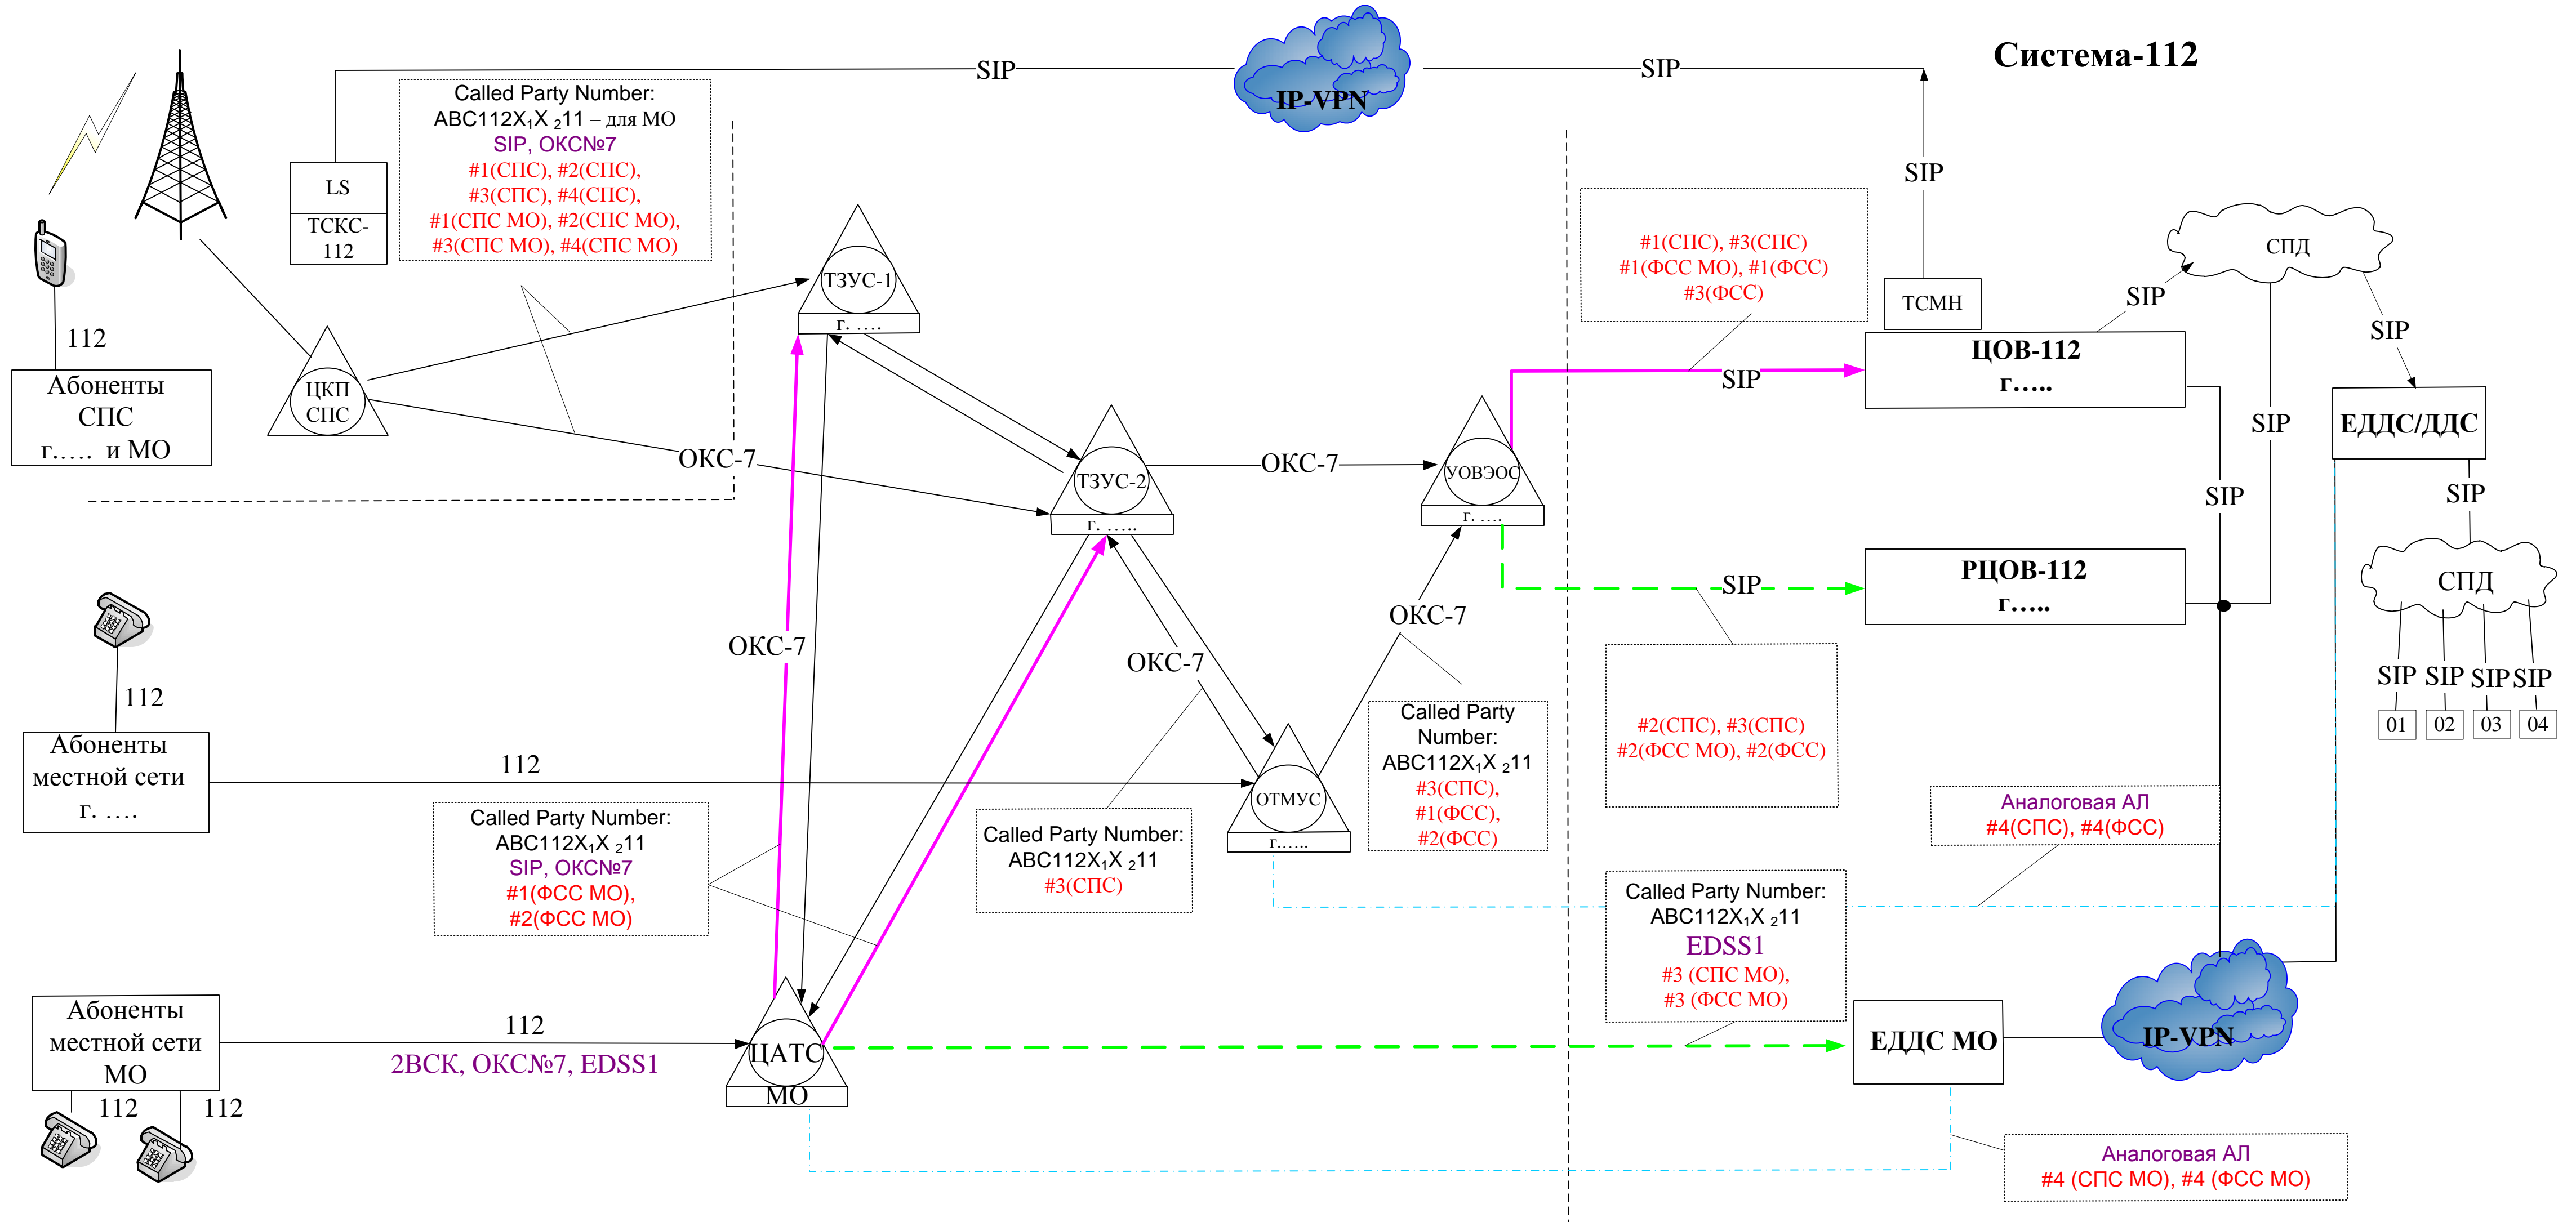 Система-112
SIP
IP-VPN
SIP
Called Party Number:
ABC112X₁X ₂11 – для МО
SIP, ОКС№7
#1(СПС), #2(СПС),
#3(СПС), #4(СПС),
#1(СПС МО), #2(СПС МО),
#3(СПС МО), #4(СПС МО)
LS
ТСКС-
112
112
Абоненты
СПС
г.…. и МО
ЦКП
СПС
ТЗУС-1
г. ….
ОКС-7
ТЗУС-2
г. …..
ОКС-7
УОВЭОС
г. ….
#1(СПС), #3(СПС)
#1(ФСС МО), #1(ФСС)
#3(ФСС)
SIP
ТСМН
SIP
ЦОВ-112
г…..
SIP
СПД
SIP
SIP
SIP
ЕДДС/ДДС
SIP
СПД
SIP
SIP
SIP
SIP
01
02
03
04
SIP
РЦОВ-112
г…..
#2(СПС), #3(СПС)
#2(ФСС МО), #2(ФСС)
ОКС-7
ОКС-7
ОКС-7
112
Абоненты
местной сети
г. ….
112
ОТМУС
г.…..
Called Party
Number:
ABC112X₁X ₂11
#3(СПС),
#1(ФСС),
#2(ФСС)
Called Party Number:
ABC112X₁X ₂11
SIP, ОКС№7
#1(ФСС МО),
#2(ФСС МО)
Called Party Number:
ABC112X₁X ₂11
#3(СПС)
Аналоговая АЛ
#4(СПС), #4(ФСС)
Called Party Number:
ABC112X₁X ₂11
EDSS1
#3 (СПС МО),
#3 (ФСС МО)
Абоненты
местной сети
МО
112
2ВСК, ОКС№7, EDSS1
112
112
ЦАТС
МО
ЕДДС МО
IP-VPN
Аналоговая АЛ
#4 (СПС МО), #4 (ФСС МО)